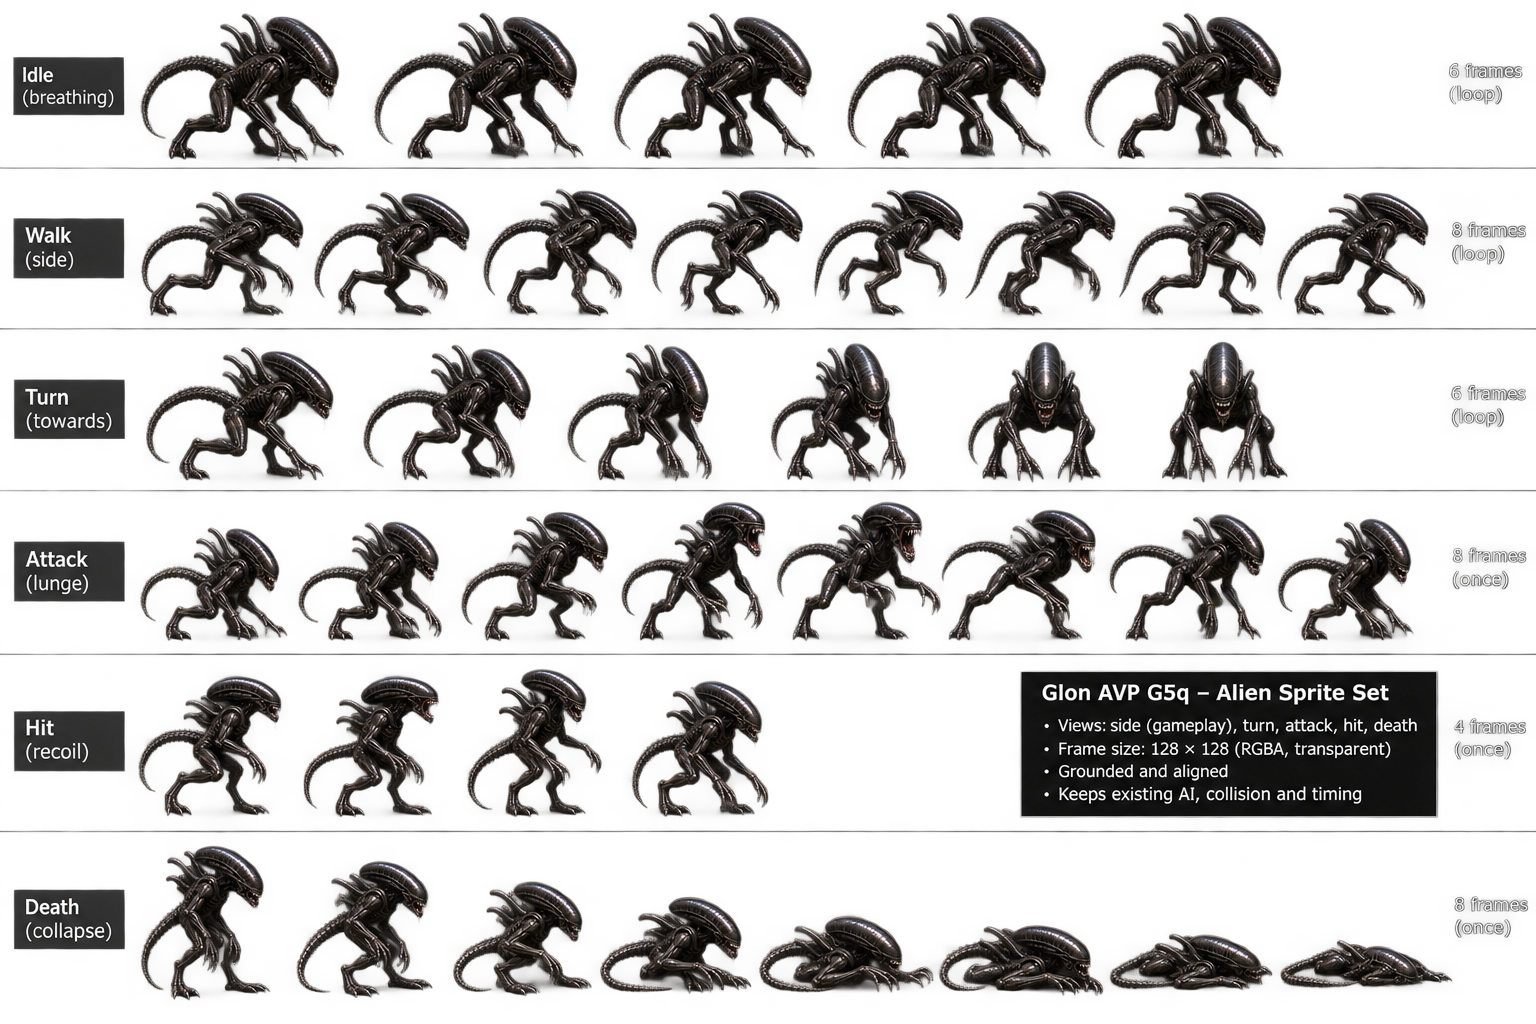 Idle
(breathing)
6 frames
(loop)
Walk
(side)
8 frames
(loop)
Turn
(towards)
6 frames
(loop)
Attack
(lunge)
8 frames
(once)
Hit
(recoil)
Glon AVP G5q – Alien Sprite Set
• Views: side (gameplay), turn, attack, hit, death
• Frame size: 128 × 128 (RGBA, transparent)
• Grounded and aligned
• Keeps existing AI, collision and timing
4 frames
(once)
Death
(collapse)
8 frames
(once)